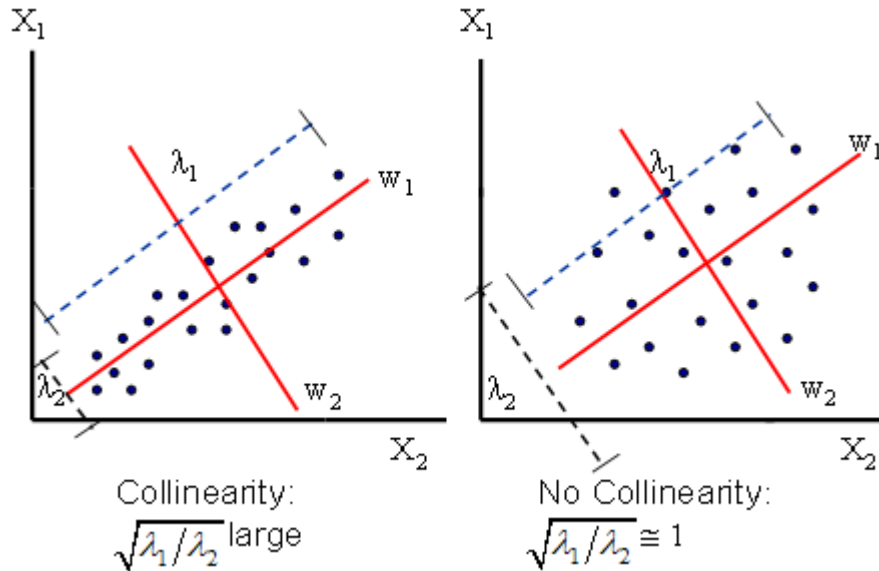 X₁
λ₁
w₁
λ₂
w₂
X₂
Collinearity:
√λ₁/λ₂ large
X₁
λ₁
w₁
λ₂
w₂
X₂
No Collinearity:
√λ₁/λ₂ ≅ 1